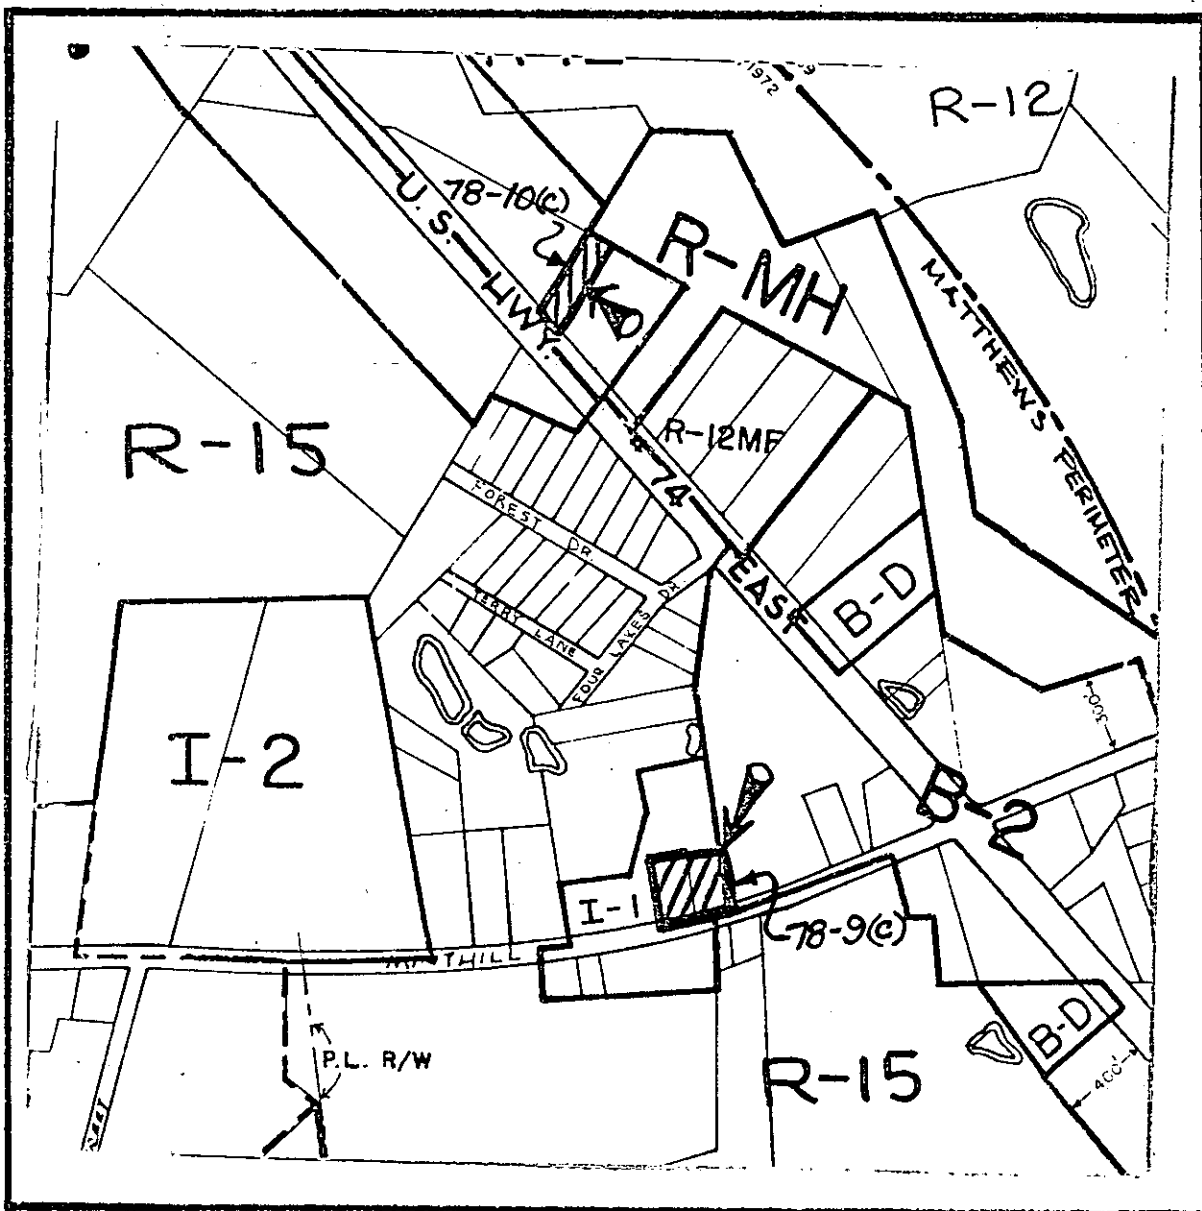 1972
R-12
78-10(c)
U.S. HWY. 74 EAST
R-MH
MATTHEWS PERIMETER
R-15
R-12MF
FOREST DR.
TERRY LANE
FOUR LAKES DR.
B-D
I-2
300'
B-2
I-1
78-9(c)
P.L. R/W
B-D
R-15
400'